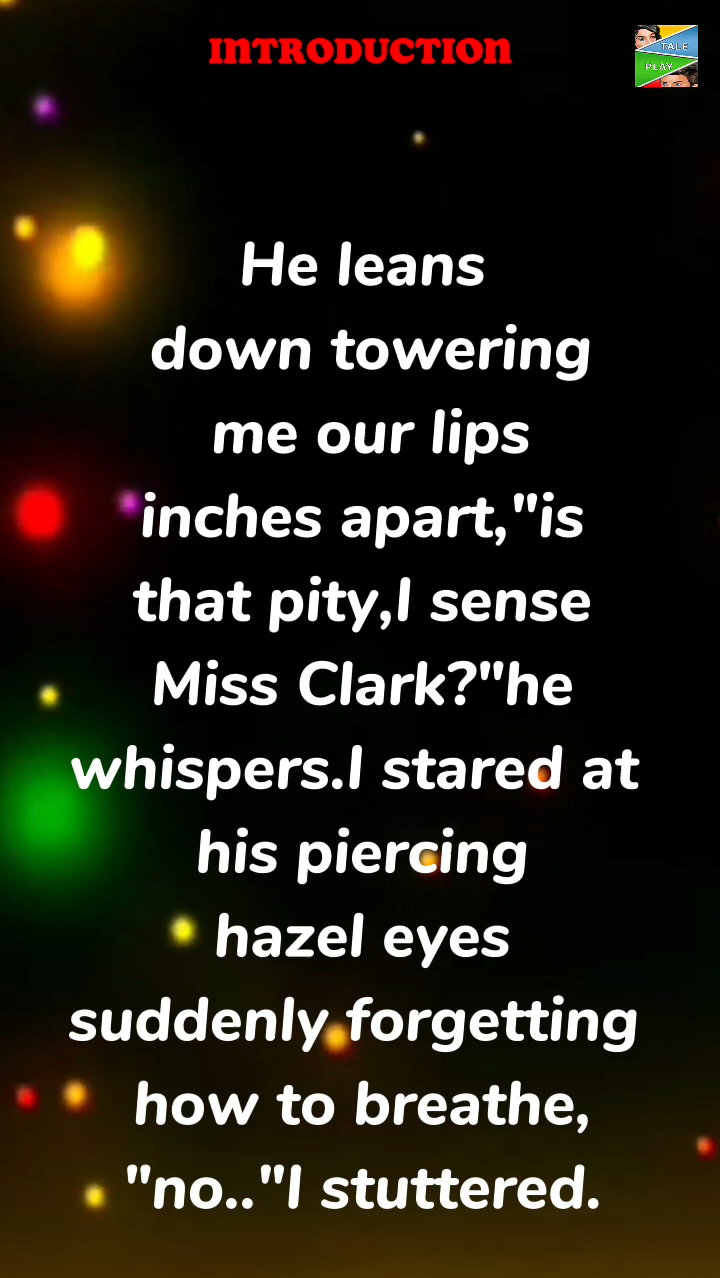 INTRODUCTION
TALE
PLAY
He leans
down towering
me our lips
inches apart,"is
that pity,I sense
Miss Clark?"he
whispers.I stared at
his piercing
hazel eyes
suddenly forgetting
how to breathe,
"no.."I stuttered.